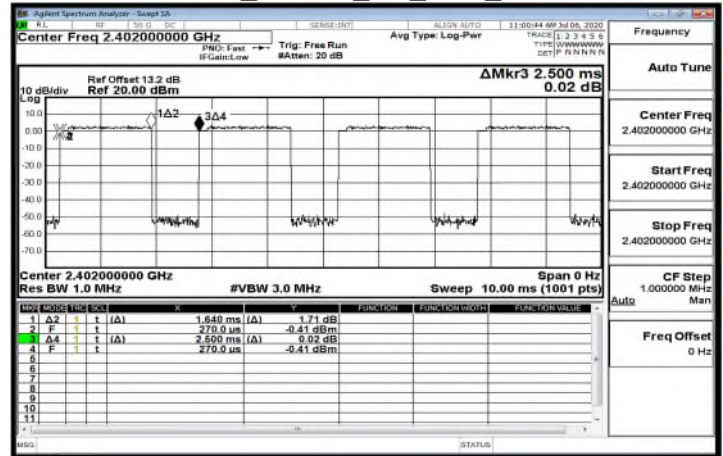 Agilent Spectrum Analyzer - Swept SA
RL RF 50 Ω DC SENSE:INT ALIGN AUTO 11:00:44 AM Jul 06, 2020
Center Freq 2.402000000 GHz Avg Type: Log-Pwr TRACE 1 2 3 4 5 6
PNO: Fast Trig: Free Run TYPE WWWWWW
IFGain:Low #Atten: 20 dB DET P N N N N N
Frequency
Auto Tune
ΔMkr3 2.500 ms
0.02 dB
Ref Offset 13.2 dB
10 dB/div Ref 20.00 dBm
Log
10.0
0.00
-10.0
-20.0
-30.0
-40.0
-50.0
-60.0
-70.0
1Δ2
3Δ4
Center 2.402000000 GHz Span 0 Hz
Res BW 1.0 MHz #VBW 3.0 MHz Sweep 10.00 ms (1001 pts)
MKR MODE TRC SCL X Y FUNCTION FUNCTION WIDTH FUNCTION VALUE
1 Δ2 1 t (Δ) 1.640 ms (Δ) 1.71 dB
2 F 1 t 270.0 us -0.41 dBm
3 Δ4 1 t (Δ) 2.500 ms (Δ) 0.02 dB
4 F 1 t 270.0 us -0.41 dBm
5
6
7
8
9
10
11
Center Freq
2.402000000 GHz
Start Freq
2.402000000 GHz
Stop Freq
2.402000000 GHz
CF Step
1.000000 MHz
Auto Man
Freq Offset
0 Hz
MSG STATUS